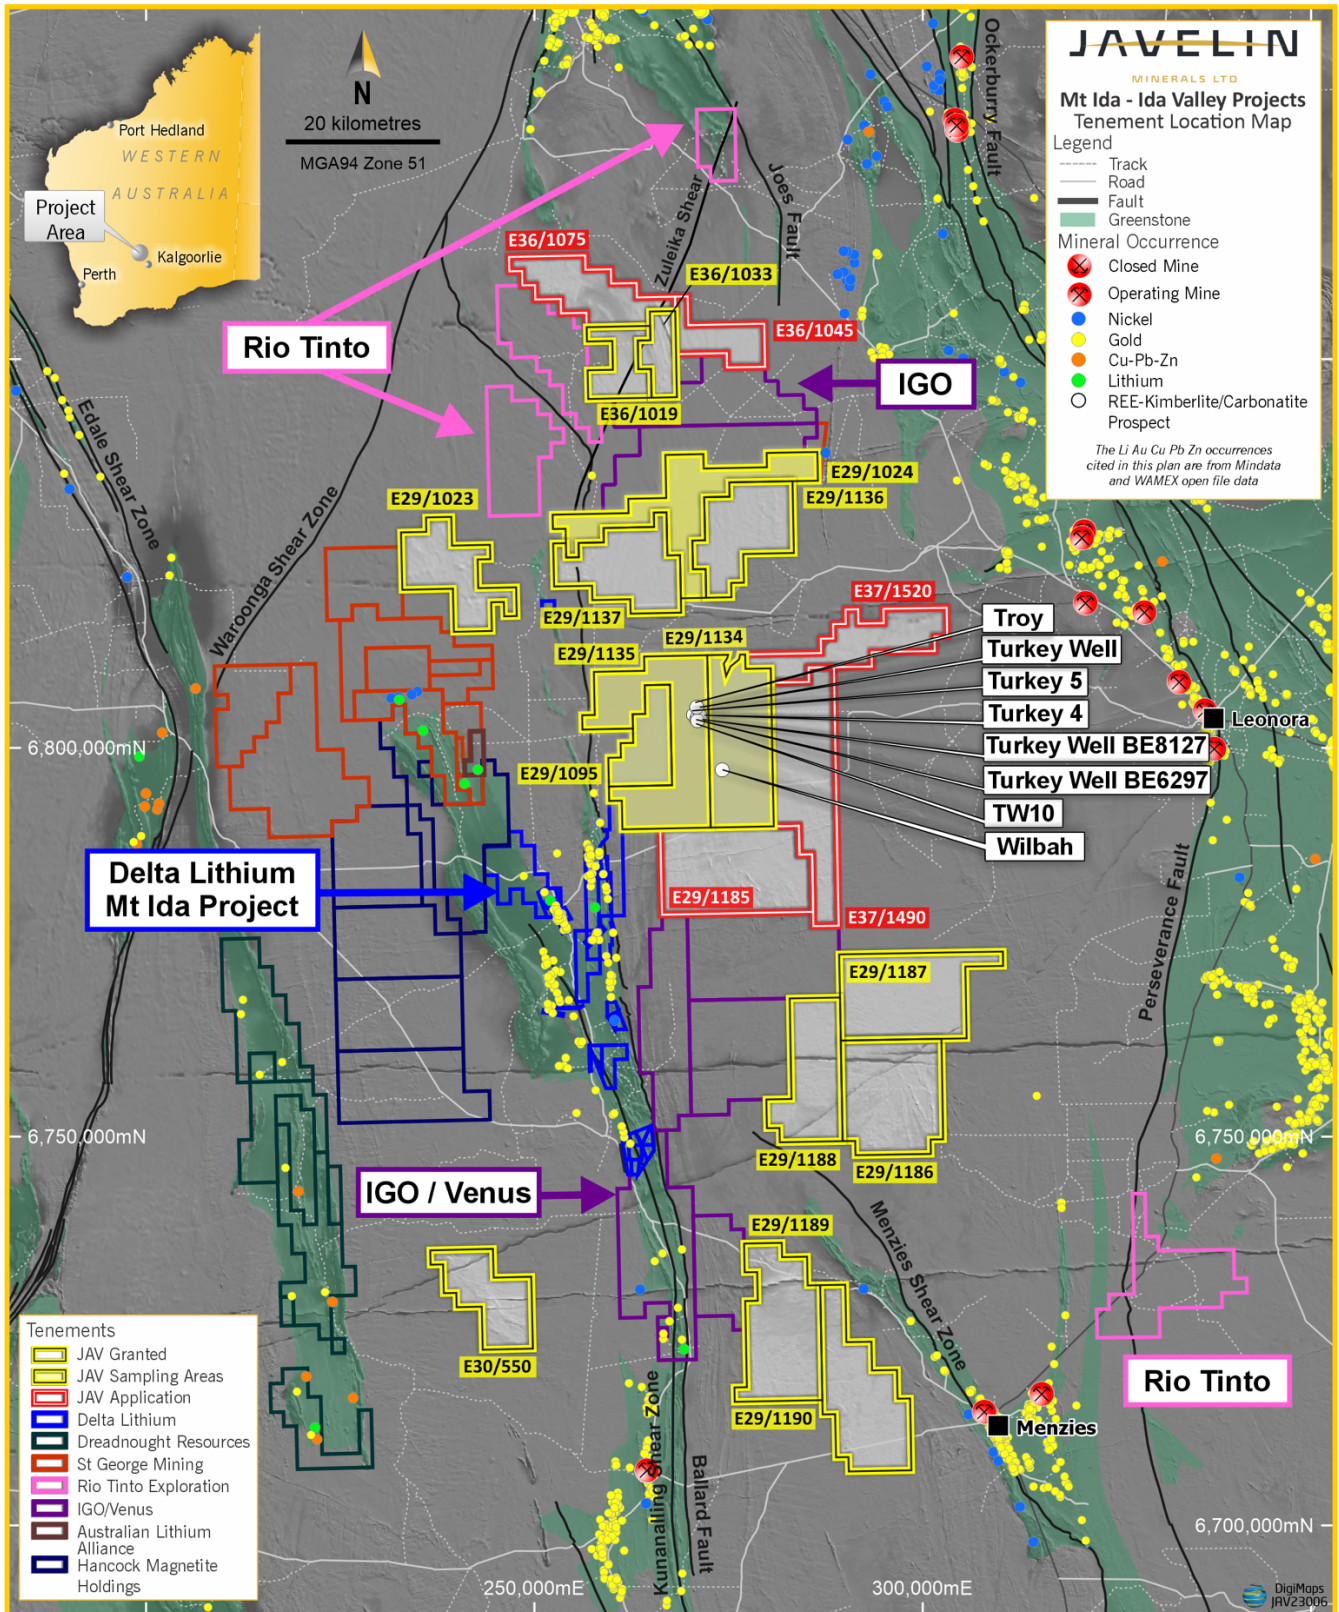 JAVELIN
MINERALS LTD
Mt Ida - Ida Valley Projects
Tenement Location Map
Legend
Track
Road
Fault
Greenstone
Mineral Occurrence
Closed Mine
Operating Mine
Nickel
Gold
Cu-Pb-Zn
Lithium
REE-Kimberlite/Carbonatite
Prospect
The Li Au Cu Pb Zn occurrences
cited in this plan are from Mindata
and WAMEX open file data
Port Hedland
WESTERN
AUSTRALIA
Project
Area
Kalgoorlie
Perth
N
20 kilometres
MGA94 Zone 51
Ockerburry Fault
Joes Fault
Zuleika Shear
E36/1075
E36/1033
E36/1045
Rio Tinto
IGO
E36/1019
Edale Shear Zone
Waroonga Shear Zone
E29/1024
E29/1136
E29/1023
E29/1137
E37/1520
E29/1134
E29/1135
Troy
Turkey Well
Turkey 5
Turkey 4
Turkey Well BE8127
Turkey Well BE6297
TW10
Wilbah
Leonora
6,800,000mN
E29/1095
Delta Lithium
Mt Ida Project
E29/1185
E37/1490
Perseverance Fault
E29/1187
6,750,000mN
6,750,000mN
E29/1188
E29/1186
IGO / Venus
E29/1189
Menzies Shear Zone
E30/550
E29/1190
Rio Tinto
Menzies
Kunanalling Shear Zone
Ballard Fault
6,700,000mN
250,000mE
300,000mE
Tenements
JAV Granted
JAV Sampling Areas
JAV Application
Delta Lithium
Dreadnought Resources
St George Mining
Rio Tinto Exploration
IGO/Venus
Australian Lithium
Alliance
Hancock Magnetite
Holdings
DigiMaps
JAV23006